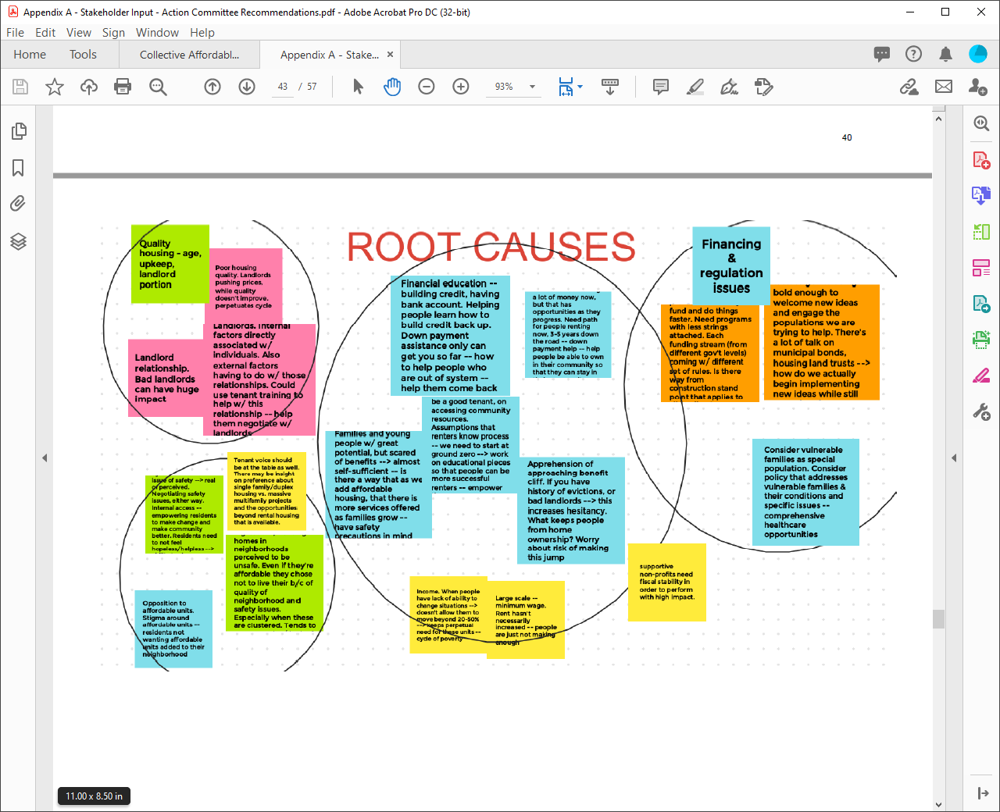 Appendix A - Stakeholder Input - Action Committee Recommendations.pdf - Adobe Acrobat Pro DC (32-bit)
File Edit View Sign Window Help
Home Tools Collective Affordabl... Appendix A - Stake... ×
43 / 57 93%
40
ROOT CAUSES
Quality
housing - age,
upkeep,
landlord
portion
Poor housing
quality. Landlords
pushing prices,
while quality
doesn't improve,
perpetuates cycle
Landlord
relationship.
Bad landlords
can have huge
impact
Landlords. Internal
factors directly
associated w/
individuals. Also
external factors
having to do w/ those
relationships. Could
use tenant training to
help w/ this
relationship -- help
them negotiate w/
landlords
Financial education --
building credit, having
bank account. Helping
people learn how to
build credit back up.
Down payment
assistance only can
get you so far -- how
to help people who
are out of system --
help them come back
a lot of money now,
but that has
opportunities as they
progress. Need path
for people renting
now, 3-5 years down
the road -- down
payment help -- help
people be able to own
in their community so
that they can stay in
be a good tenant, on
accessing community
resources.
Assumptions that
renters know process
-- we need to start at
ground zero --> work
on educational pieces
so that people can be
more successful
renters -- empower
Families and young
people w/ great
potential, but scared
of benefits --> almost
self-sufficient -- is
there a way that as we
add affordable
housing, that there is
more services offered
as families grow --
have safety
precautions in mind
Apprehension of
approaching benefit
cliff. If you have
history of evictions, or
bad landlords --> this
increases hesitancy.
What keeps people
from home
ownership? Worry
about risk of making
this jump
Financing
&
regulation
issues
fund and do things
faster. Need programs
with less strings
attached. Each
funding stream (from
different gov't levels)
coming w/ different
set of rules. Is there
way from
construction stand
point that applies to
bold enough to
welcome new ideas
and engage the
populations we are
trying to help. There's
a lot of talk on
municipal bonds,
housing land trusts -->
how do we actually
begin implementing
new ideas while still
Consider vulnerable
families as special
population. Consider
policy that addresses
vulnerable families &
their conditions and
specific issues --
comprehensive
healthcare
opportunities
supportive
non-profits need
fiscal stability in
order to perform
with high impact.
Tenant voice should
be at the table as well.
There may be insight
on preference about
single family/duplex
housing vs. massive
multifamily projects
and the opportunities
beyond rental housing
that is available.
issue of safety --> real
or perceived.
Negotiating safety
issues, either way.
Internal access --
empowering residents
to make change and
make community
better. Residents need
to not feel
hopeless/helpless -->
homes in
neighborhoods
perceived to be
unsafe. Even if they're
affordable they chose
not to live their b/c of
quality of
neighborhood and
safety issues.
Especially when these
are clustered. Tends to
Opposition to
affordable units.
Stigma around
affordable units --
residents not
wanting affordable
units added to their
neighborhood
Income. When people
have lack of ability to
change situations -->
doesn't allow them to
move beyond 20-50%
--> keeps perpetual
need for these units --
cycle of poverty
Large scale --
minimum wage.
Rent hasn't
necessarily
increased -- people
are just not making
enough
11.00 x 8.50 in